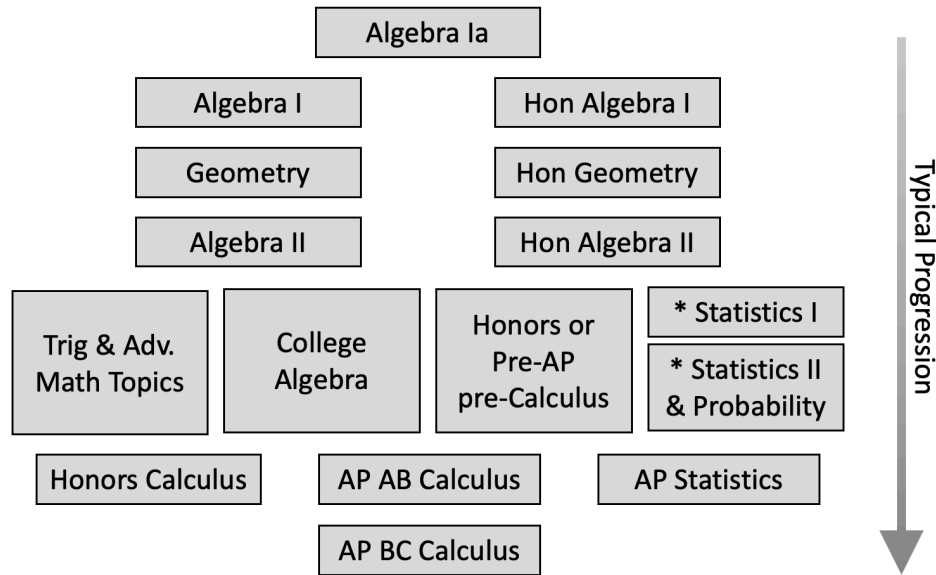 Algebra Ia
Algebra I
Hon Algebra I
Geometry
Hon Geometry
Algebra II
Hon Algebra II
Trig & Adv.
Math Topics
College
Algebra
Honors or
Pre-AP
pre-Calculus
* Statistics I
* Statistics II
& Probability
Honors Calculus
AP AB Calculus
AP Statistics
AP BC Calculus
Typical Progression